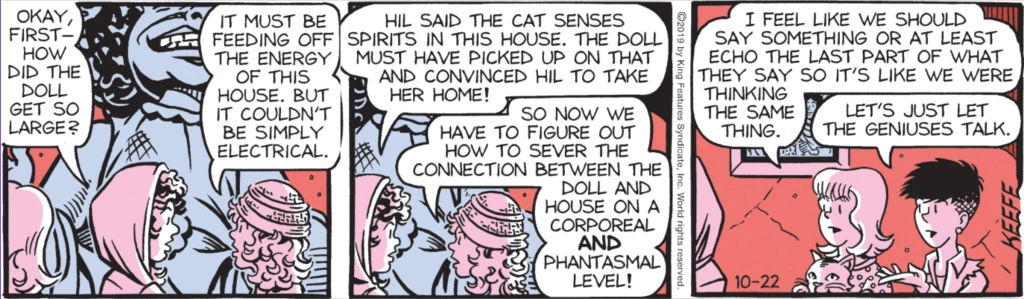 OKAY,
FIRST—
HOW
DID THE
DOLL
GET SO
LARGE?
IT MUST BE
FEEDING OFF
THE ENERGY
OF THIS
HOUSE. BUT
IT COULDN'T
BE SIMPLY
ELECTRICAL.
HIL SAID THE CAT SENSES
SPIRITS IN THIS HOUSE. THE DOLL
MUST HAVE PICKED UP ON THAT
AND CONVINCED HIL TO TAKE
HER HOME!
SO NOW WE
HAVE TO FIGURE OUT
HOW TO SEVER THE
CONNECTION BETWEEN THE
DOLL AND
HOUSE ON A
CORPOREAL
AND
PHANTASMAL
LEVEL!
©2019 by King Features Syndicate, Inc. World rights reserved.
I FEEL LIKE WE SHOULD
SAY SOMETHING OR AT LEAST
ECHO THE LAST PART OF WHAT
THEY SAY SO IT'S LIKE WE WERE
THINKING
THE SAME
THING.
LET'S JUST LET
THE GENIUSES TALK.
KEEFE
10-22